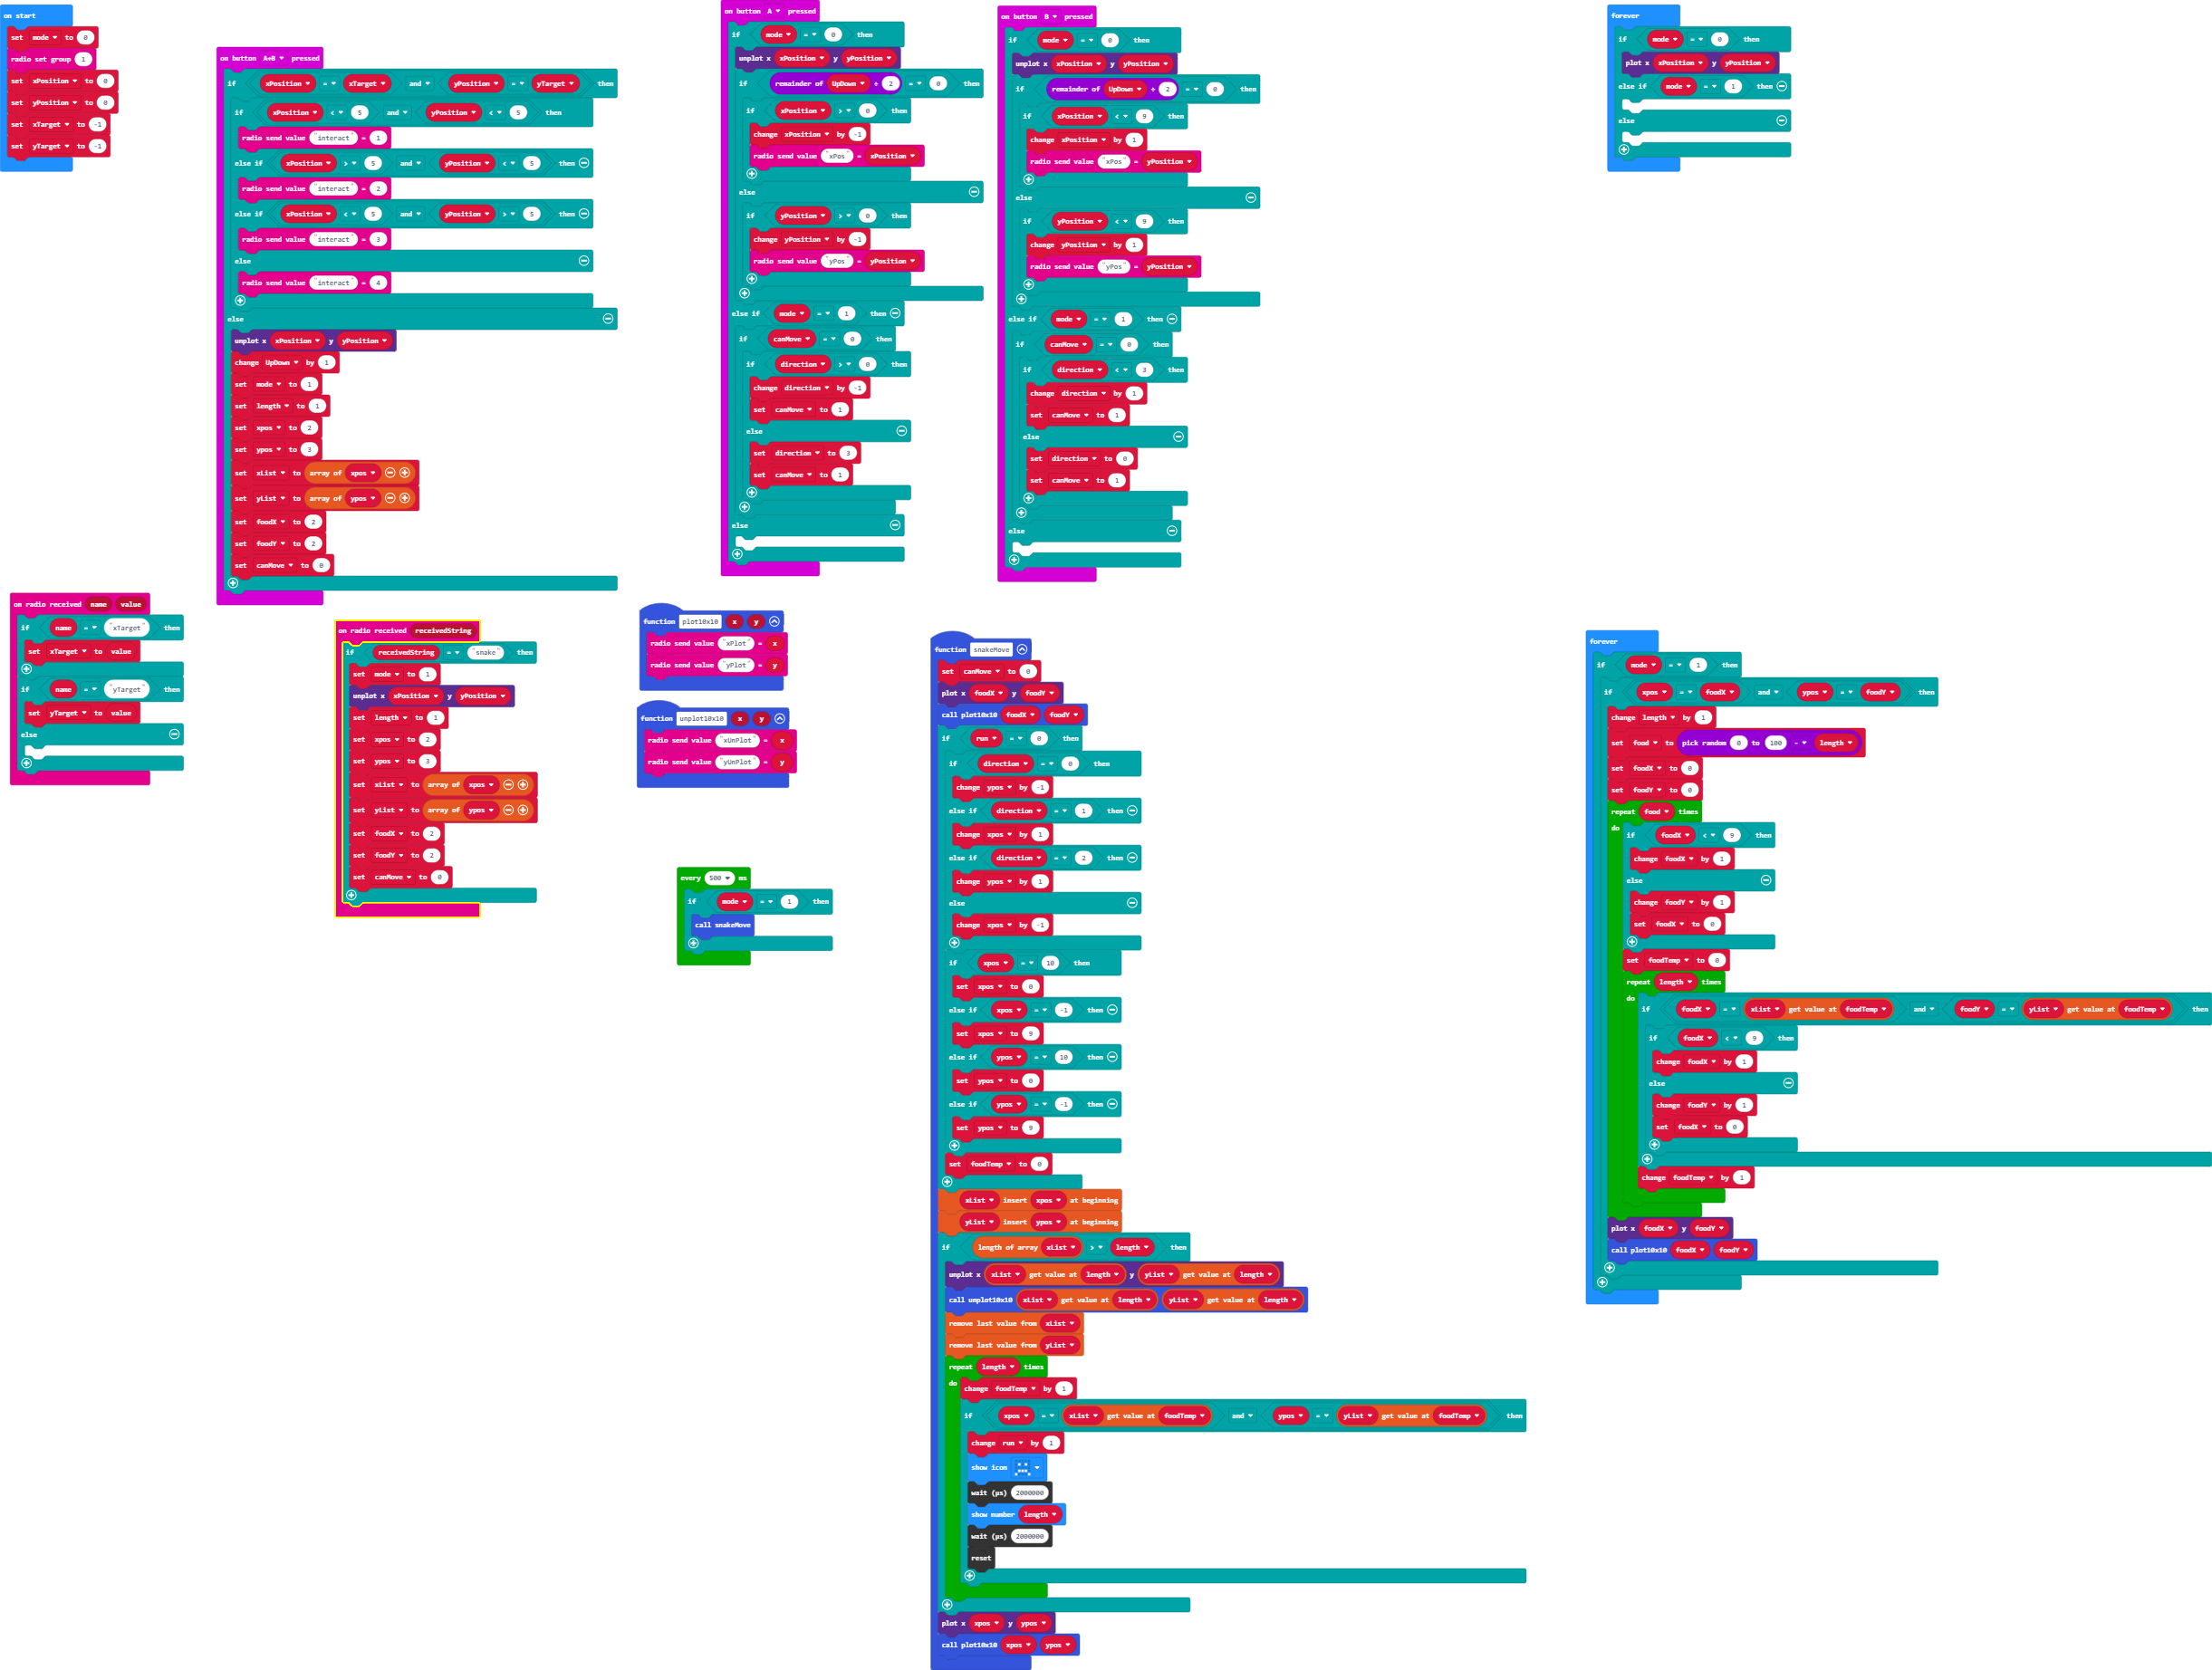 on start
set mode to 0
radio set group 1
set xPosition to 0
set yPosition to 0
set xTarget to -1
set yTarget to -1
on button A+B pressed
if xPosition = xTarget and yPosition = yTarget then
if xPosition < 5 and yPosition < 5 then
radio send value "interact" = 1
else if xPosition > 5 and yPosition < 5 then
radio send value "interact" = 2
else if xPosition < 5 and yPosition > 5 then
radio send value "interact" = 3
else
radio send value "interact" = 4
else
unplot x xPosition y yPosition
change UpDown by 1
set mode to 1
set length to 1
set xpos to 2
set ypos to 3
set xList to array of xpos
set yList to array of ypos
set foodX to 2
set foodY to 2
set canMove to 0
on button A pressed
if mode = 0 then
unplot x xPosition y yPosition
if remainder of UpDown ÷ 2 = 0
if xPosition > 0 then
change xPosition by -1
radio send value "xPos" = xPosition
else
if yPosition > 0 then
change yPosition by -1
radio send value "yPos" = yPosition
else if mode = 1 then
if canMove = 0 then
if direction > 0 then
change direction by -1
set canMove to 1
else
set direction to 3
set canMove to 1
else
on button B pressed
if mode = 0 then
unplot x xPosition y yPosition
if remainder of UpDown ÷ 2 = 0
if xPosition < 9 then
change xPosition by 1
radio send value "xPos" = yPosition
else
if yPosition < 9 then
change yPosition by 1
radio send value "yPos" = yPosition
else if mode = 1 then
if canMove = 0 then
if direction < 3 then
change direction by 1
set canMove to 1
else
set direction to 0
set canMove to 1
else
forever
if mode = 0 then
plot x xPosition y yPosition
else if mode = 1 then
else
on radio received name value
if name = "xTarget" then
set xTarget to value
if name = "yTarget" then
set yTarget to value
else
on radio received receivedString
if receivedString = "snake" then
set mode to 1
unplot x xPosition y yPosition
set length to 1
set xpos to 2
set ypos to 3
set xList to array of xpos
set yList to array of ypos
set foodX to 2
set foodY to 2
set canMove to 0
function plot10x10 x y
radio send value "xPlot" = x
radio send value "yPlot" = y
function unplot10x10 x y
radio send value "xUnPlot" = x
radio send value "yUnPlot" = y
every 500 ms
if mode = 1 then
call snakeMove
function snakeMove
set canMove to 0
plot x foodX y foodY
call plot10x10 foodX foodY
if run = 0 then
if direction = 0 then
change ypos by -1
else if direction = 1 then
change xpos by 1
else if direction = 2 then
change ypos by 1
else
change xpos by -1
if xpos = 10 then
set xpos to 0
else if xpos = -1 then
set xpos to 9
else if ypos = 10 then
set ypos to 0
else if ypos = -1 then
set ypos to 9
set foodTemp to 0
xList insert xpos at beginning
yList insert ypos at beginning
if length of array xList > length then
unplot x xList get value at length y yList get value at length
call unplot10x10 xList get value at length yList get value at length
remove last value from xList
remove last value from yList
repeat length times
do change foodTemp by 1
if xpos = xList get value at foodTemp and ypos = yList get value at foodTemp then
change run by 1
show icon
wait (µs) 2000000
show number length
wait (µs) 2000000
reset
plot x xpos y ypos
call plot10x10 xpos ypos
forever
if mode = 1 then
if xpos = foodX and ypos = foodY then
change length by 1
set food to pick random 0 to 100 - length
set foodX to 0
set foodY to 0
repeat food times
do if foodX < 9 then
change foodX by 1
else
change foodY by 1
set foodX to 0
set foodTemp to 0
repeat length times
do if foodX = xList get value at foodTemp and foodY = yList get value at foodTemp then
if foodX < 9 then
change foodX by 1
else
change foodY by 1
set foodX to 0
change foodTemp by 1
plot x foodX y foodY
call plot10x10 foodX foodY